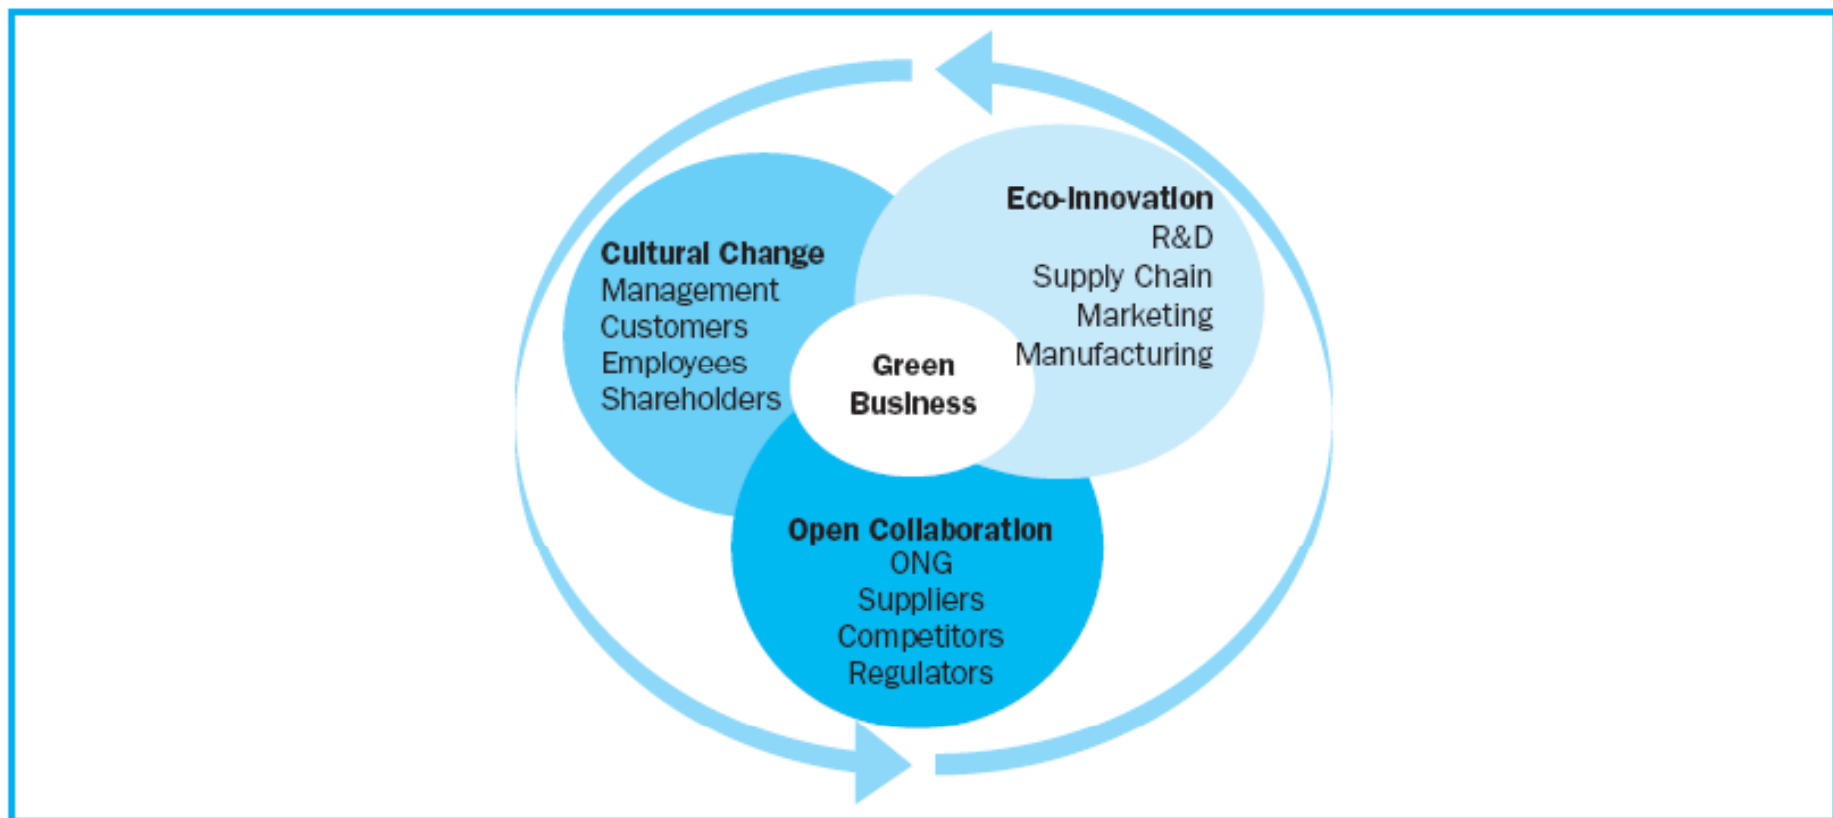 Cultural Change
Management
Customers
Employees
Shareholders
Eco-Innovation
R&D
Supply Chain
Marketing
Manufacturing
Green
Business
Open Collaboration
ONG
Suppliers
Competitors
Regulators